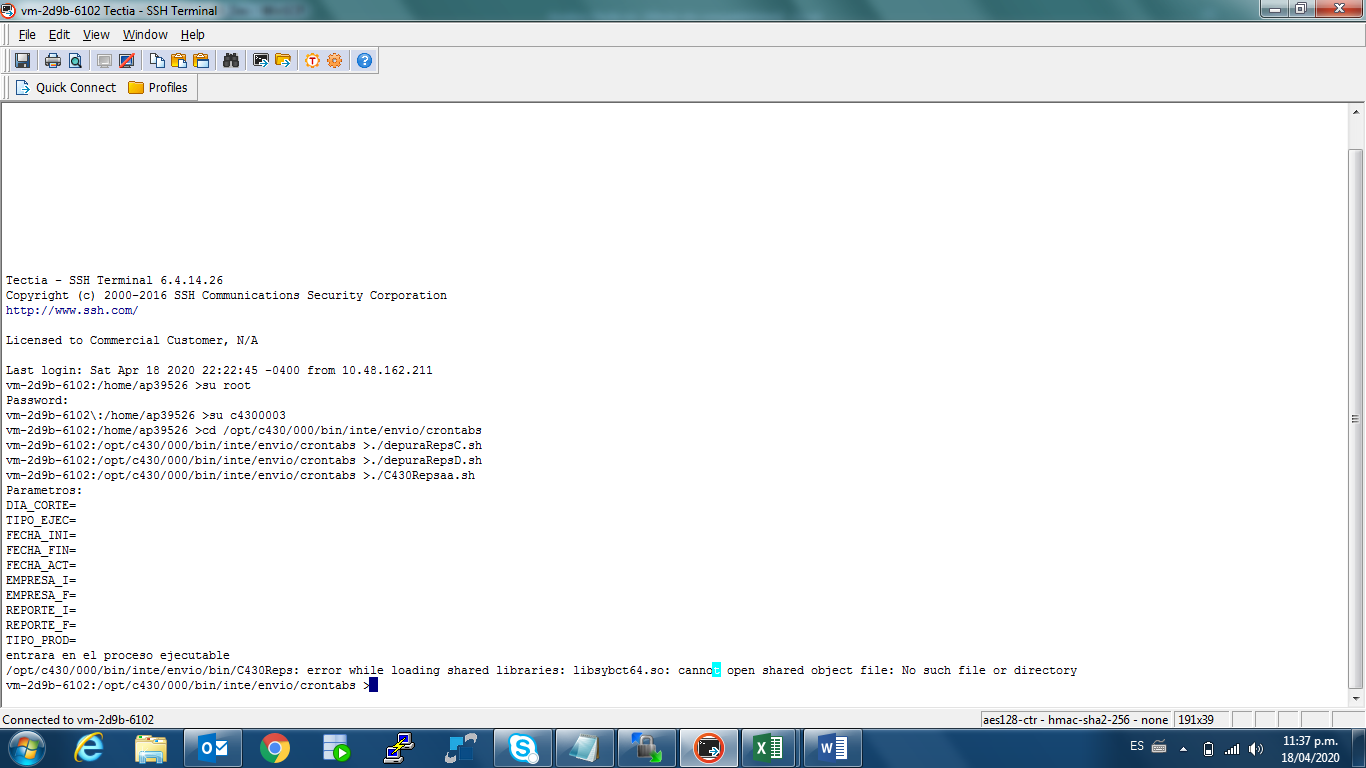 vm-2d9b-6102 Tectia - SSH Terminal
File Edit View Window Help
Quick Connect Profiles
Tectia - SSH Terminal 6.4.14.26
Copyright (c) 2000-2016 SSH Communications Security Corporation
http://www.ssh.com/
Licensed to Commercial Customer, N/A
Last login: Sat Apr 18 2020 22:22:45 -0400 from 10.48.162.211
vm-2d9b-6102:/home/ap39526 >su root
Password:
vm-2d9b-6102\:/home/ap39526 >su c4300003
vm-2d9b-6102:/home/ap39526 >cd /opt/c430/000/bin/inte/envio/crontabs
vm-2d9b-6102:/opt/c430/000/bin/inte/envio/crontabs >./depuraRepsC.sh
vm-2d9b-6102:/opt/c430/000/bin/inte/envio/crontabs >./depuraRepsD.sh
vm-2d9b-6102:/opt/c430/000/bin/inte/envio/crontabs >./C430Repsaa.sh
Parametros:
DIA_CORTE=
TIPO_EJEC=
FECHA_INI=
FECHA_FIN=
FECHA_ACT=
EMPRESA_I=
EMPRESA_F=
REPORTE_I=
REPORTE_F=
TIPO_PROD=
entrara en el proceso ejecutable
/opt/c430/000/bin/inte/envio/bin/C430Reps: error while loading shared libraries: libsybct64.so: cannot open shared object file: No such file or directory
vm-2d9b-6102:/opt/c430/000/bin/inte/envio/crontabs >
Connected to vm-2d9b-6102
aes128-ctr - hmac-sha2-256 - none 191x39
ES
11:37 p.m.
18/04/2020